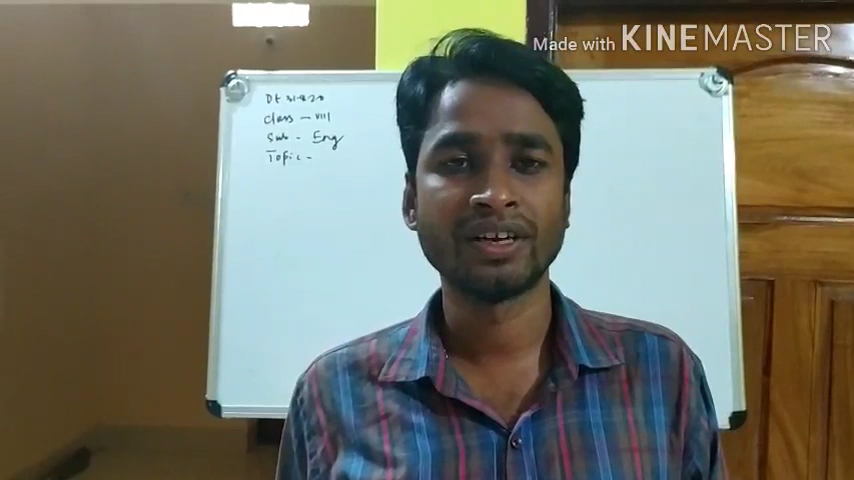 Made with KINEMASTER
Dt 31.8.20
Class - VIII
Sub - Eng
Topic -